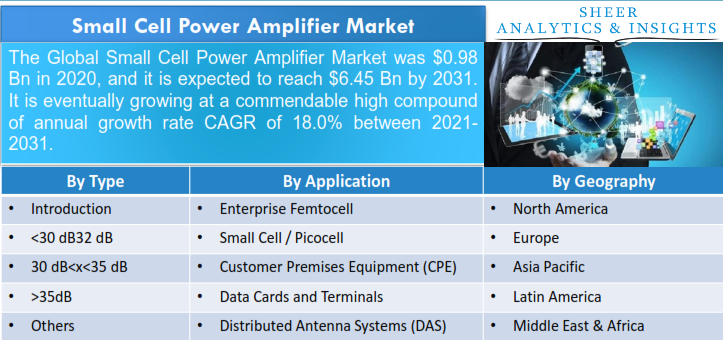 Small Cell Power Amplifier Market
SHEER
ANALYTICS & INSIGHTS
The Global Small Cell Power Amplifier Market was $0.98
Bn in 2020, and it is expected to reach $6.45 Bn by 2031.
It is eventually growing at a commendable high compound
of annual growth rate CAGR of 18.0% between 2021-
2031.
By Type By Application By Geography
• Introduction • Enterprise Femtocell • North America
• <30 dB32 dB • Small Cell / Picocell • Europe
• 30 dB<x<35 dB • Customer Premises Equipment (CPE) • Asia Pacific
• >35dB • Data Cards and Terminals • Latin America
• Others • Distributed Antenna Systems (DAS) • Middle East & Africa